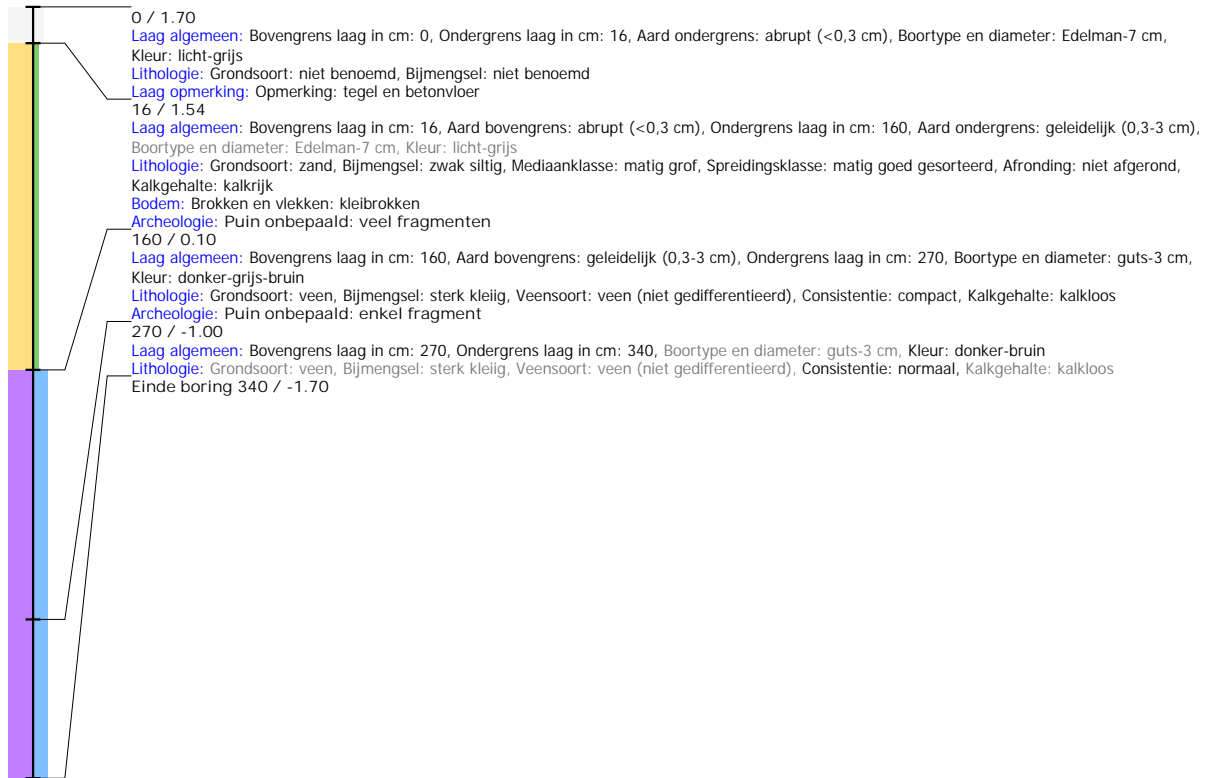 0 / 1.70
Laag algemeen: Bovengrens laag in cm: 0, Ondergrens laag in cm: 16, Aard ondergrens: abrupt (<0,3 cm), Boortype en diameter: Edelman-7 cm,
Kleur: licht-grijs
Lithologie: Grondsoort: niet benoemd, Bijmengsel: niet benoemd
Laag opmerking: Opmerking: tegel en betonvloer
16 / 1.54
Laag algemeen: Bovengrens laag in cm: 16, Aard bovengrens: abrupt (<0,3 cm), Ondergrens laag in cm: 160, Aard ondergrens: geleidelijk (0,3-3 cm),
Boortype en diameter: Edelman-7 cm, Kleur: licht-grijs
Lithologie: Grondsoort: zand, Bijmengsel: zwak siltig, Mediaanklasse: matig grof, Spreidingsklasse: matig goed gesorteerd, Afronding: niet afgerond,
Kalkgehalte: kalkrijk
Bodem: Brokken en vlekken: kleibrokken
Archeologie: Puin onbepaald: veel fragmenten
160 / 0.10
Laag algemeen: Bovengrens laag in cm: 160, Aard bovengrens: geleidelijk (0,3-3 cm), Ondergrens laag in cm: 270, Boortype en diameter: guts-3 cm,
Kleur: donker-grijs-bruin
Lithologie: Grondsoort: veen, Bijmengsel: sterk kleiig, Veensoort: veen (niet gedifferentieerd), Consistentie: compact, Kalkgehalte: kalkloos
Archeologie: Puin onbepaald: enkel fragment
270 / -1.00
Laag algemeen: Bovengrens laag in cm: 270, Ondergrens laag in cm: 340, Boortype en diameter: guts-3 cm, Kleur: donker-bruin
Lithologie: Grondsoort: veen, Bijmengsel: sterk kleiig, Veensoort: veen (niet gedifferentieerd), Consistentie: normaal, Kalkgehalte: kalkloos
Einde boring 340 / -1.70